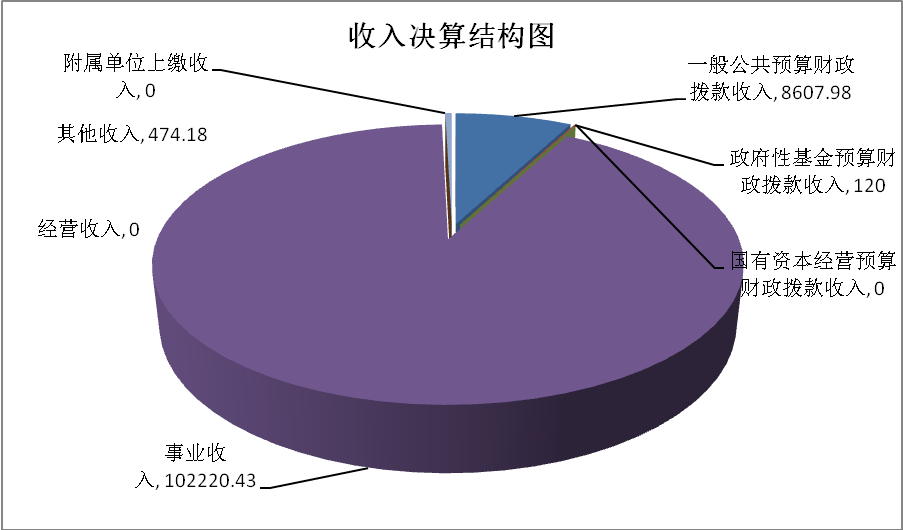 收入决算结构图
附属单位上缴收
入, 0
其他收入, 474.18
经营收入, 0
一般公共预算财政
拨款收入, 8607.98
政府性基金预算财
政拨款收入, 120
国有资本经营预算
财政拨款收入, 0
事业收
入, 102220.43